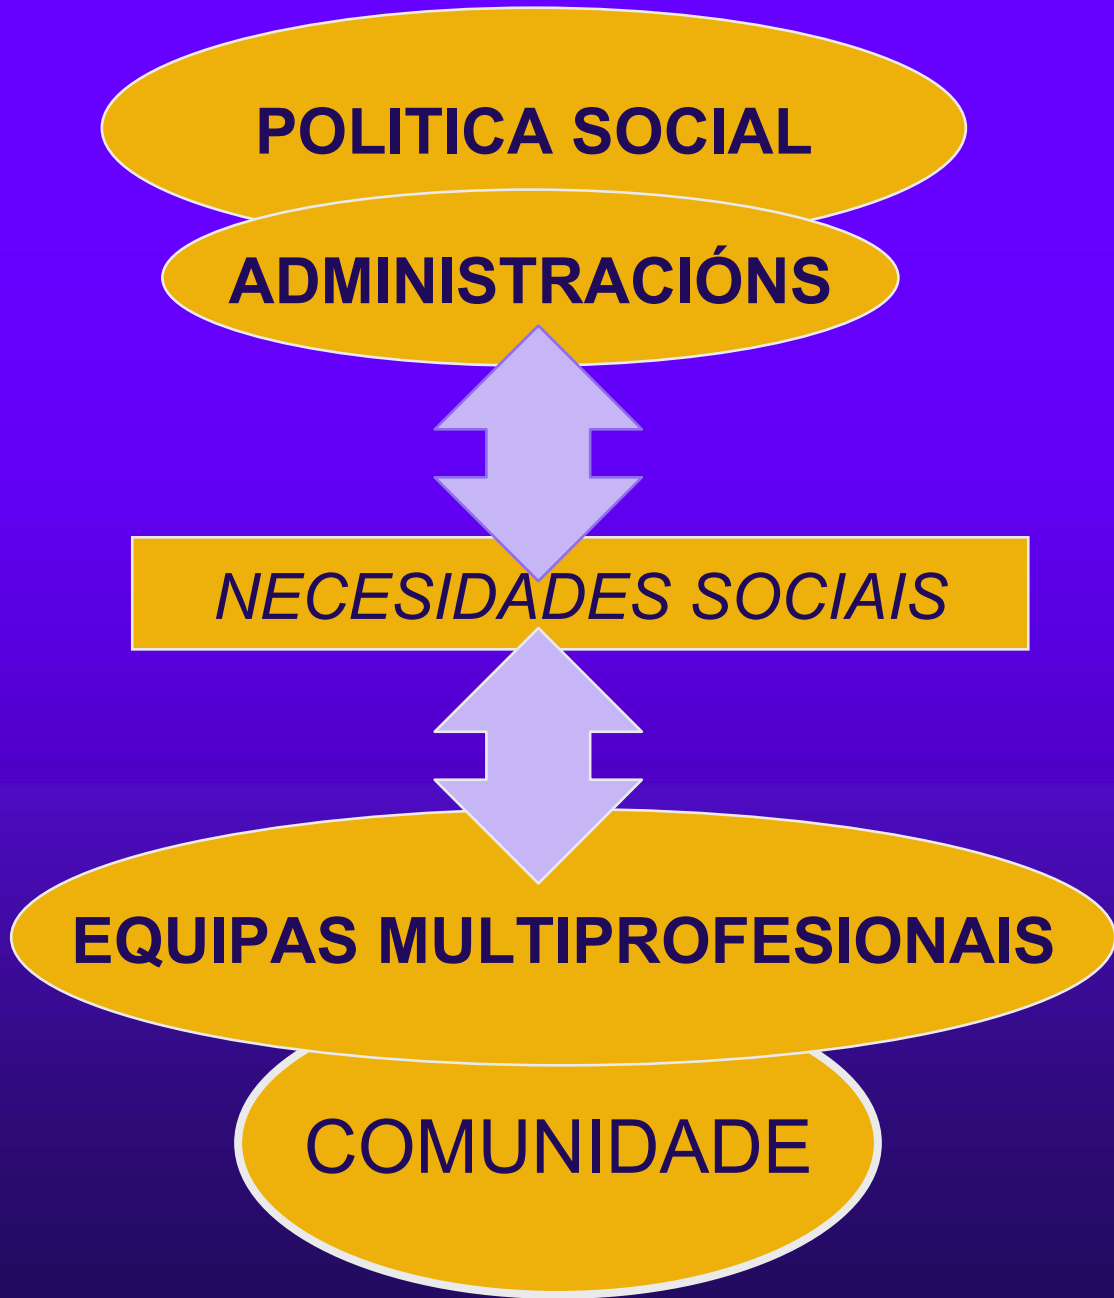 POLITICA SOCIAL
ADMINISTRACIÓNS
NECESIDADES SOCIAIS
EQUIPAS MULTIPROFESIONAIS
COMUNIDADE